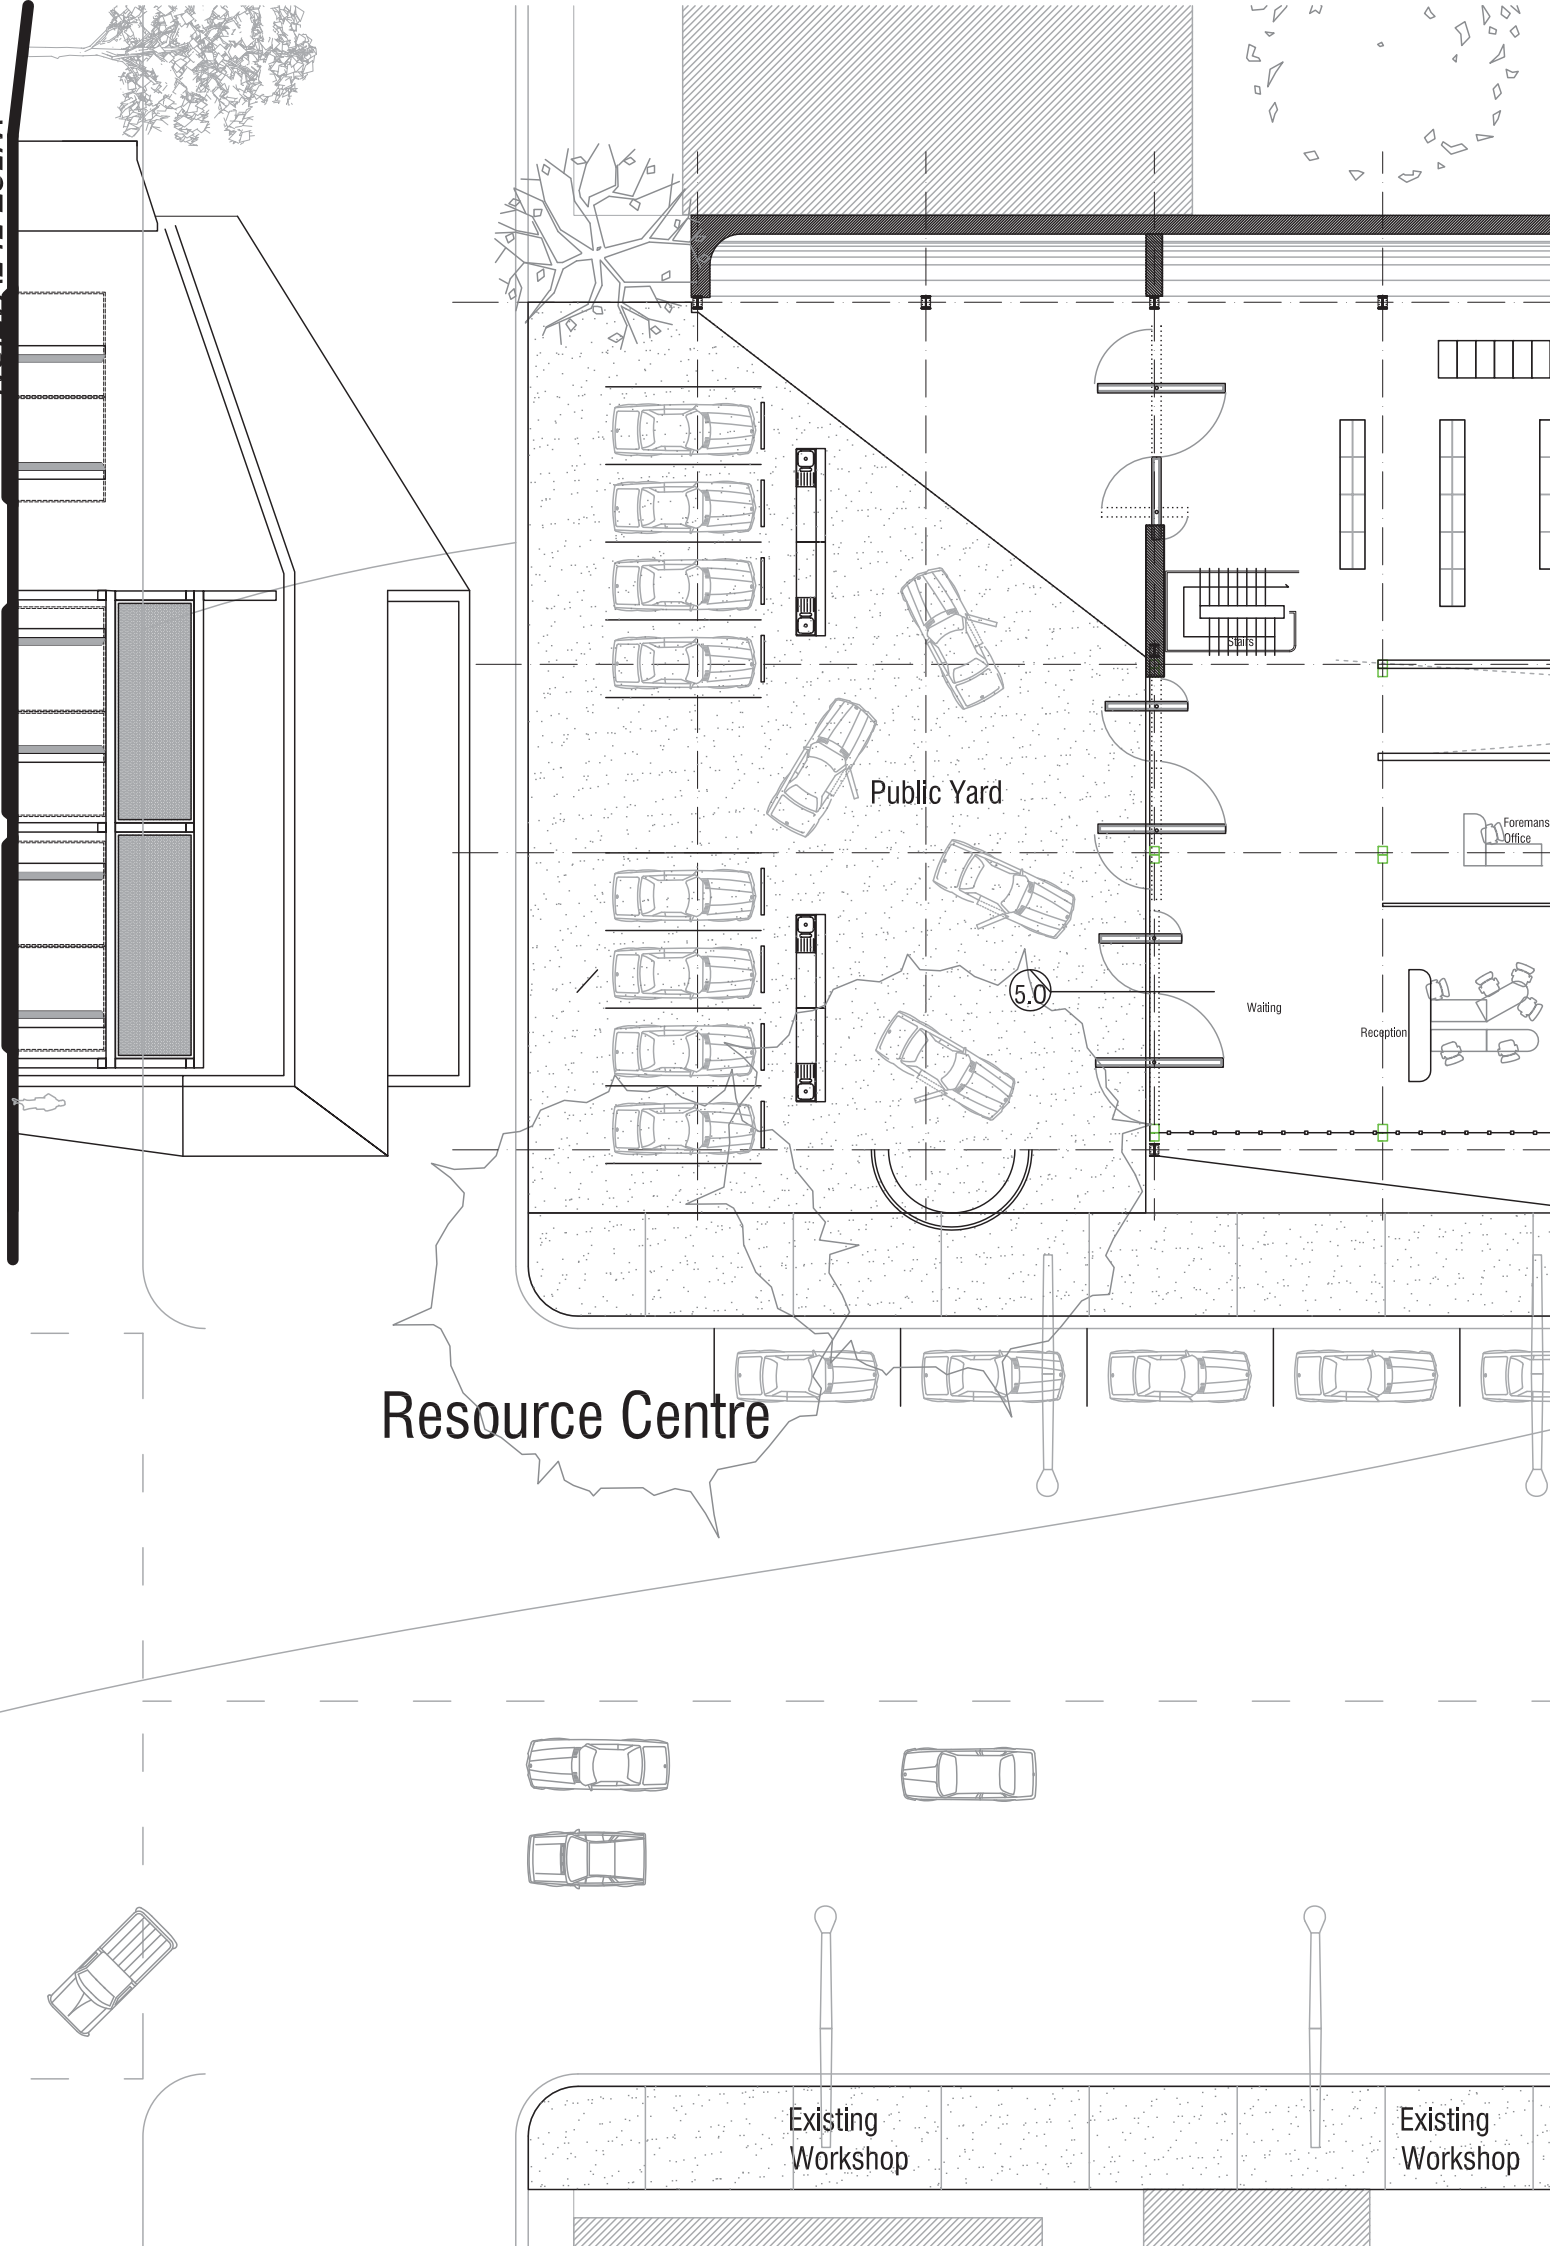 Stairs
Public Yard
Foremans
Office
5.0
Waiting
Reception
Resource Centre
Existing
Workshop
Existing
Workshop